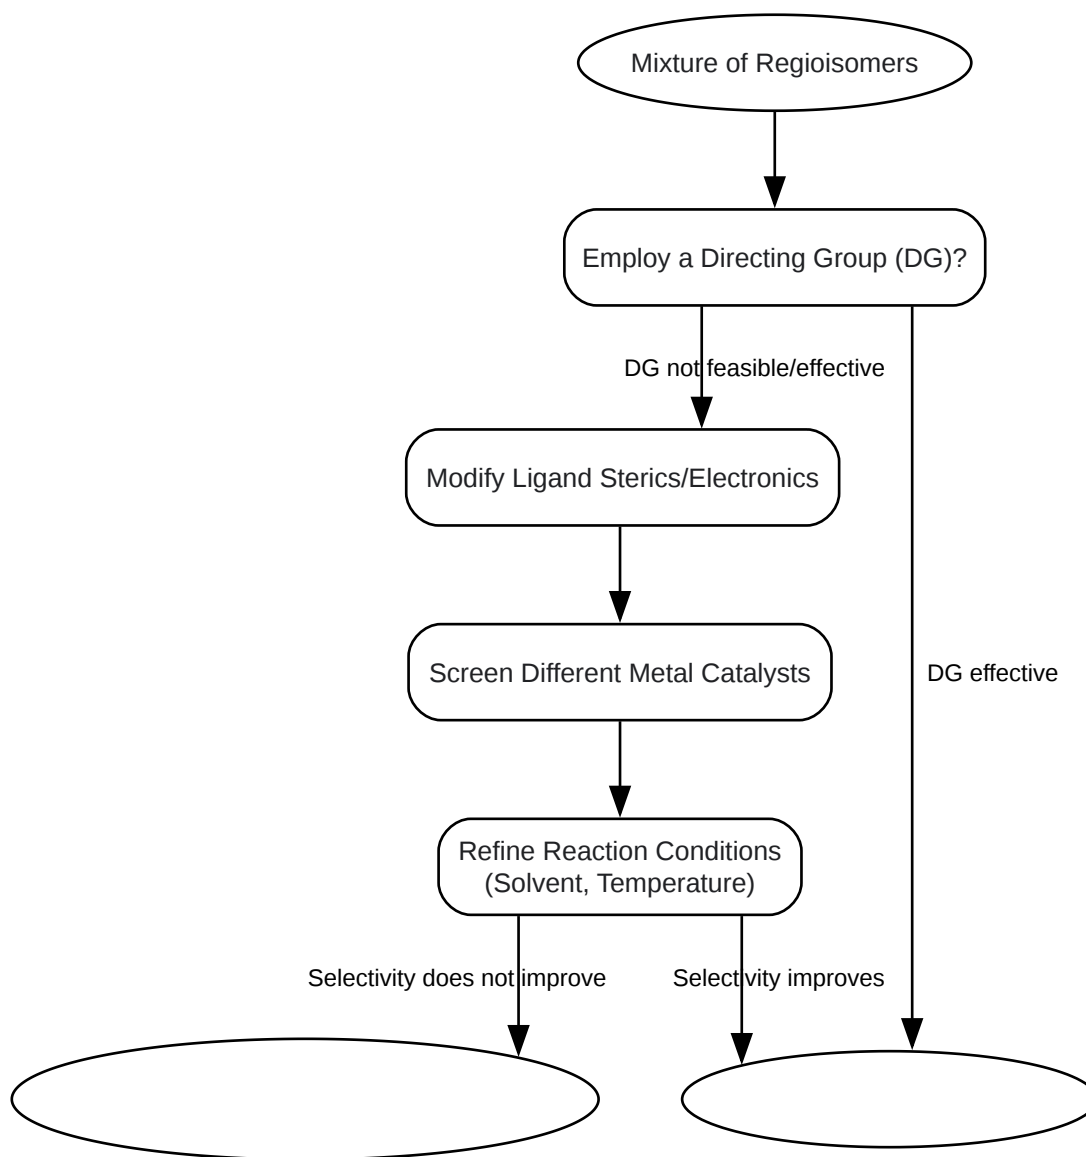 Mixture of Regioisomers
Employ a Directing Group (DG)?
DG not feasible/effective
Modify Ligand Sterics/Electronics
Screen Different Metal Catalysts
DG effective
Refine Reaction Conditions
(Solvent, Temperature)
Selectivity does not improve
Selectivity improves